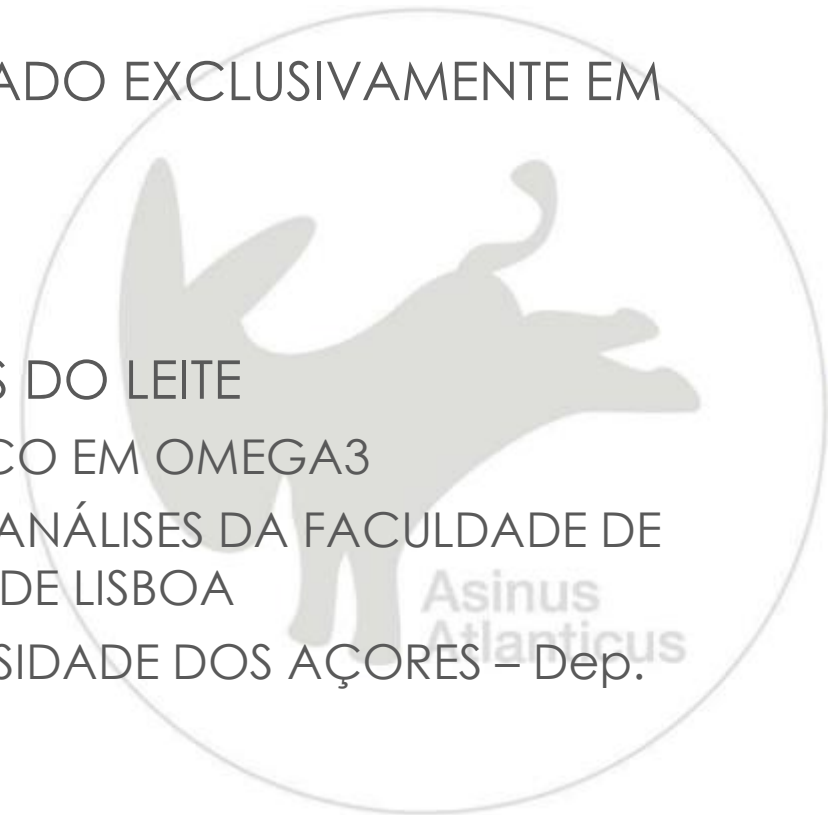 ADO EXCLUSIVAMENTE EM
S DO LEITE
CO EM OMEGA3
ANÁLISES DA FACULDADE DE
DE LISBOA
Asinus
Atlanticus
SIDADE DOS AÇORES – Dep.